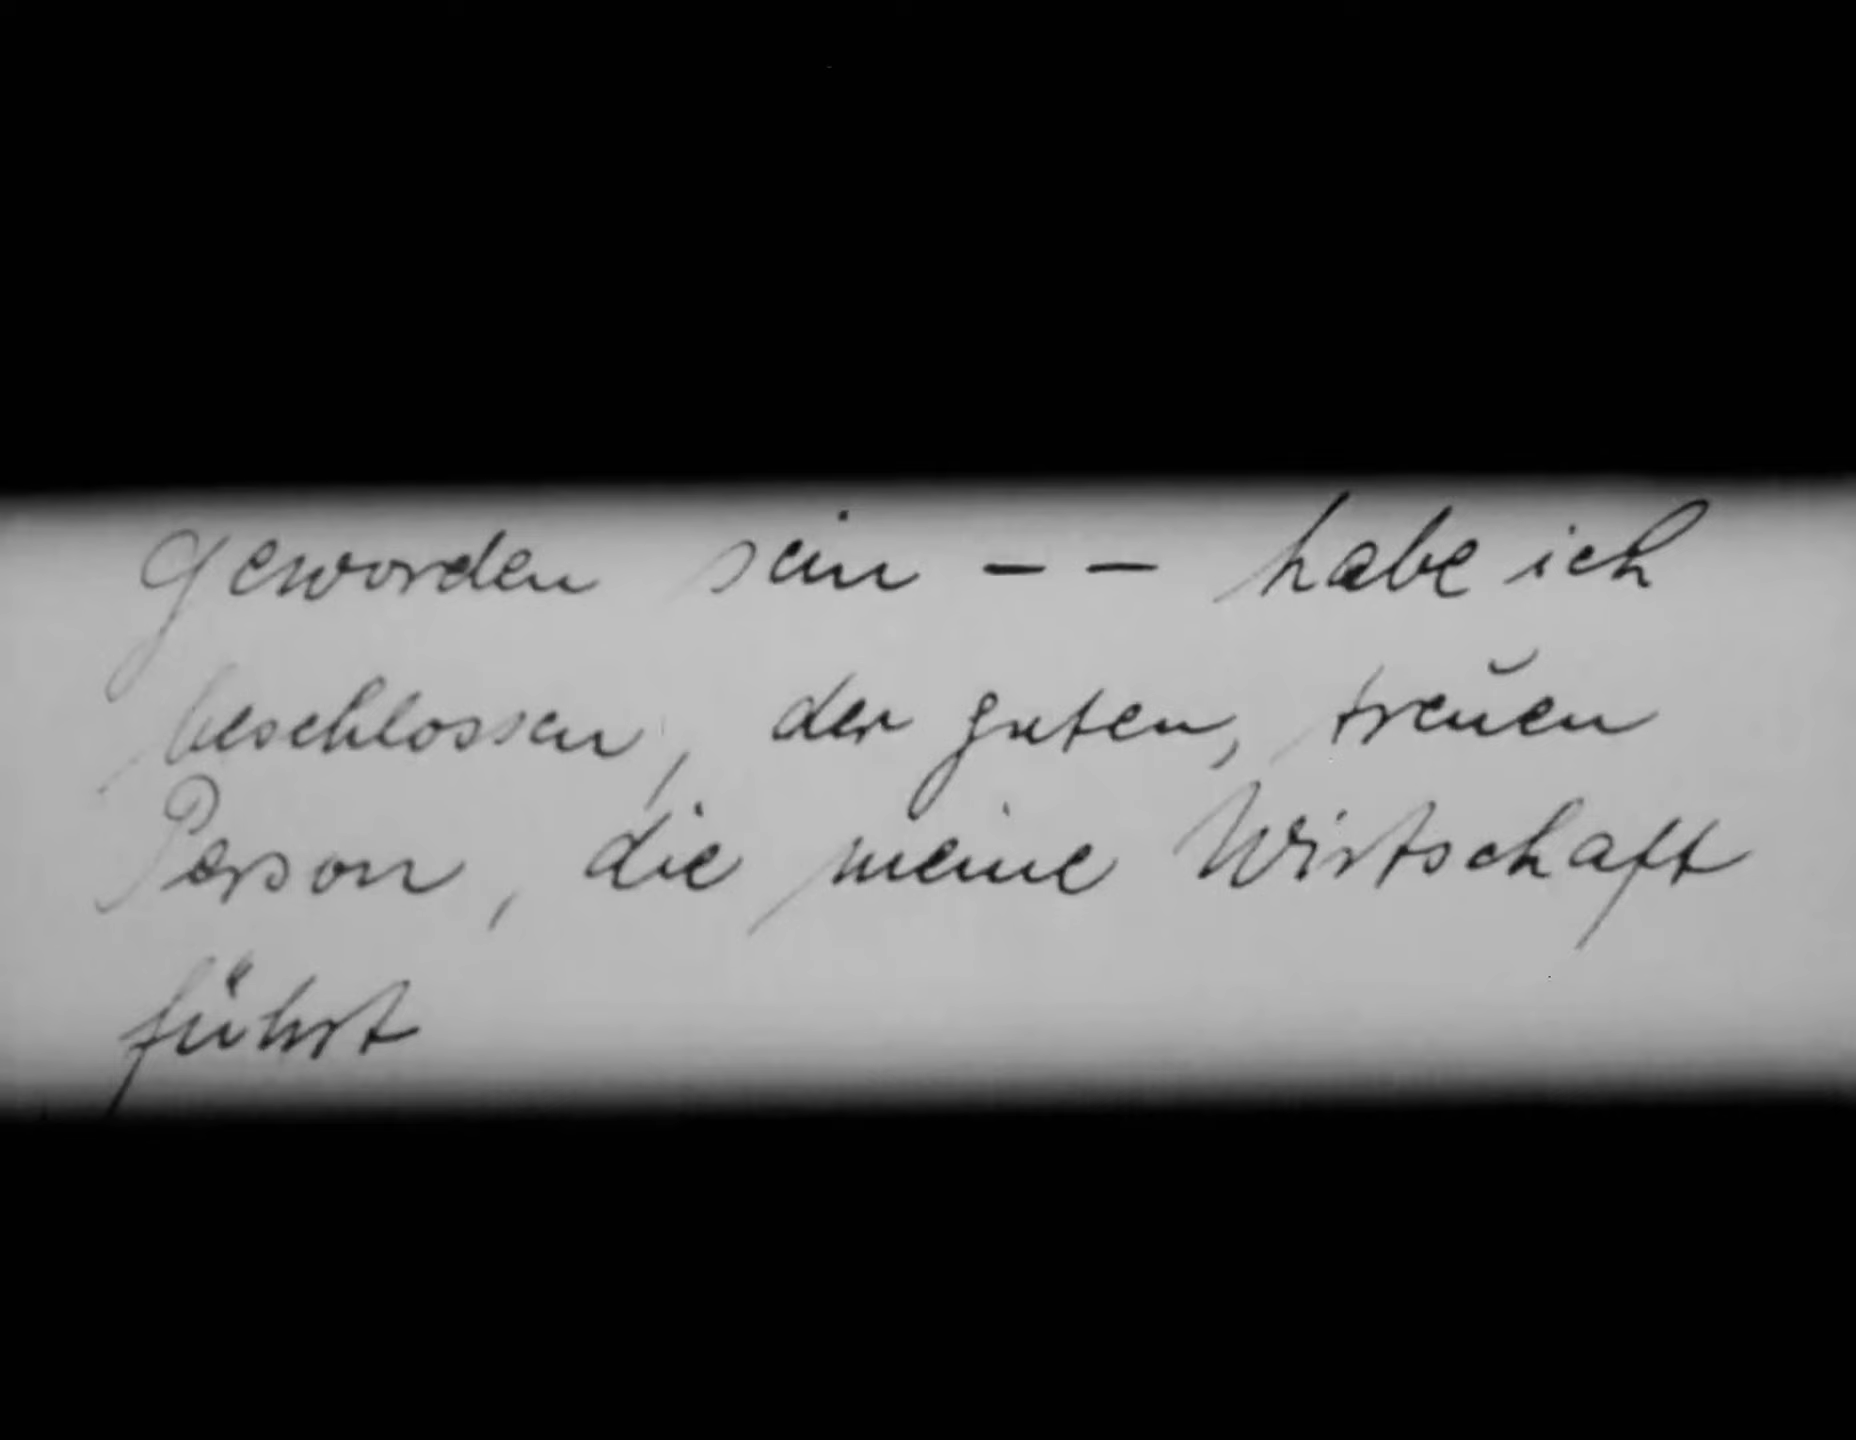 geworden sein – – habe ich
beschlossen, der guten, treuen
Person, die meine Wirtschaft
führt